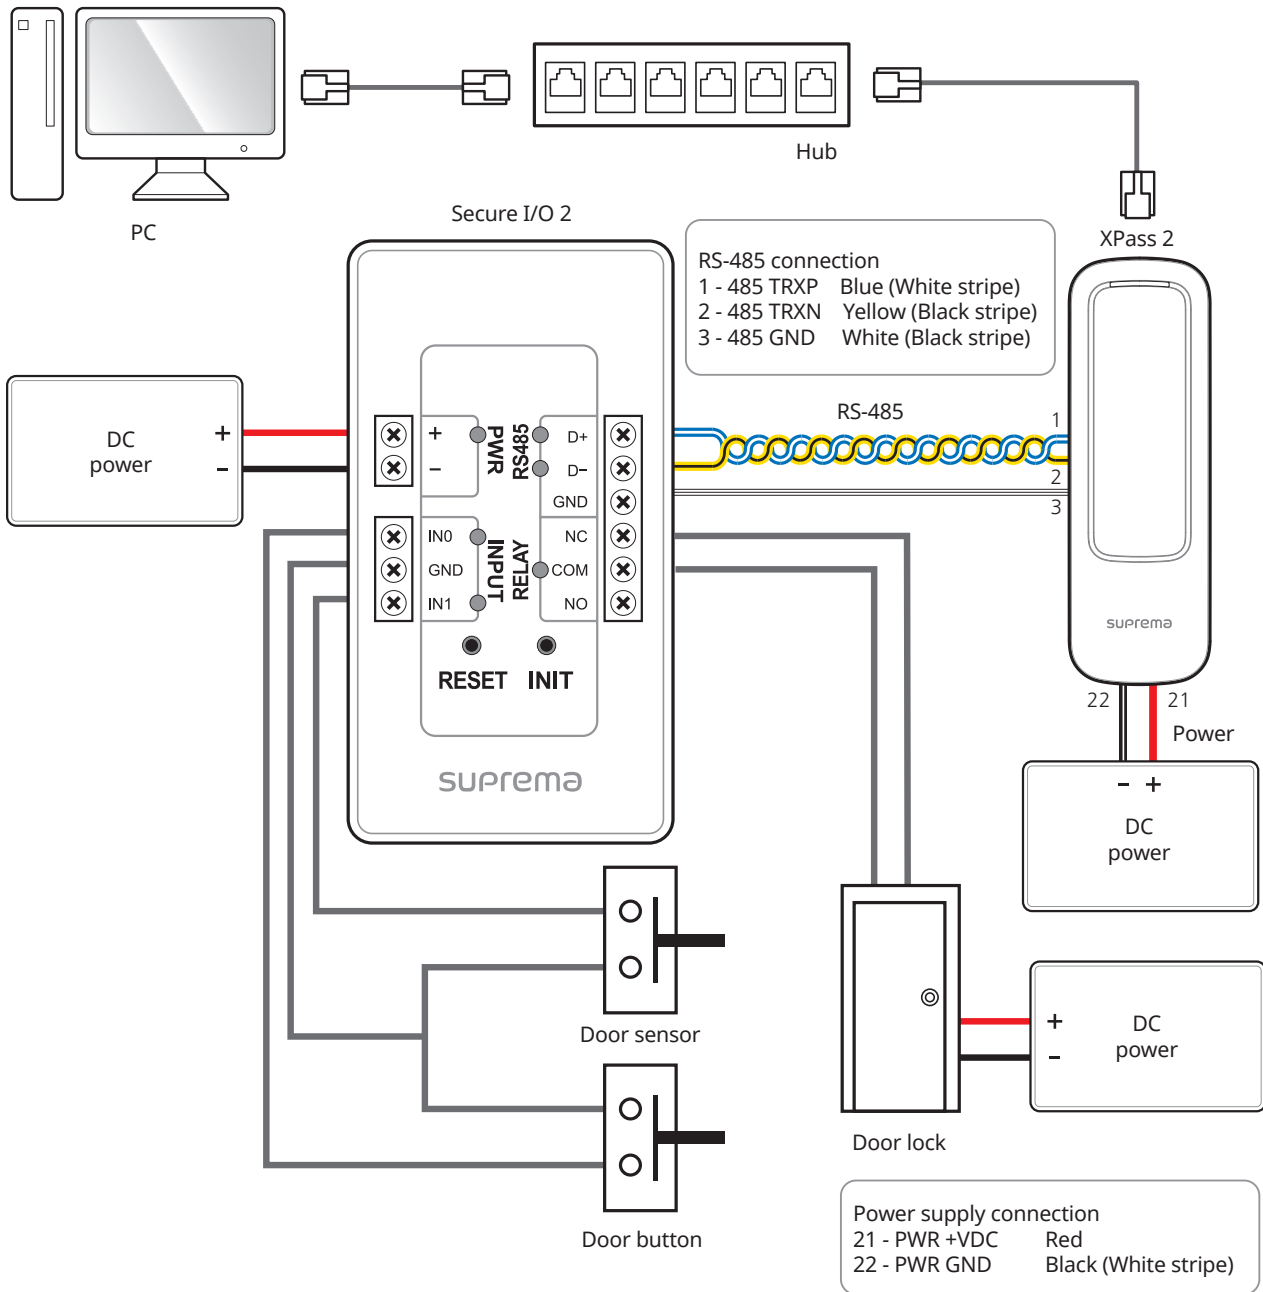 Hub
PC
Secure I/O 2
XPass 2
RS-485 connection
1 - 485 TRXP Blue (White stripe)
2 - 485 TRXN Yellow (Black stripe)
3 - 485 GND White (Black stripe)
DC
power
+
-
+
-
PWR
RS485
D+
D-
GND
IN0
GND
IN1
INPUT
RELAY
NC
COM
NO
RESET INIT
suprema
RS-485
1
2
3
suprema
22
21
Power
- +
DC
power
Door sensor
Door button
Door lock
+
-
DC
power
Power supply connection
21 - PWR +VDC Red
22 - PWR GND Black (White stripe)